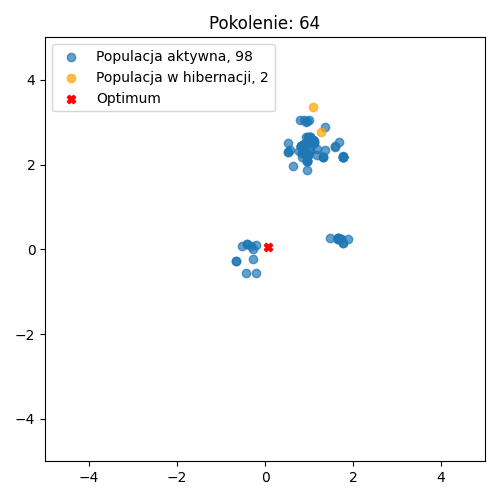 Pokolenie: 64
Populacja aktywna, 98
Populacja w hibernacji, 2
Optimum
4
2
0
−2
−4
−4 −2 0 2 4